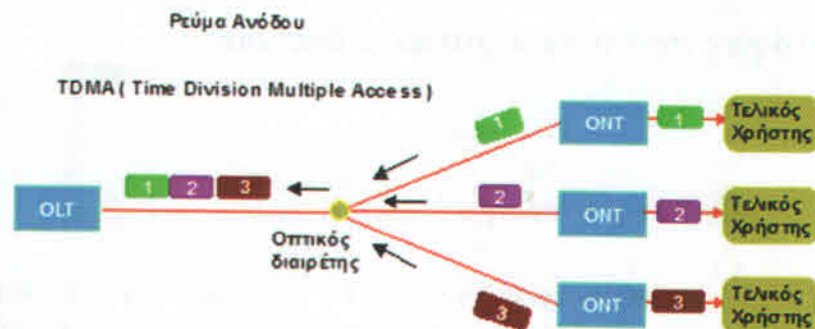 Ρεύμα Ανόδου
TDMA ( Time Division Multiple Access )
1
ONT
1
Τελικός
Χρήστης
OLT
1 2 3
2
ONT
2
Τελικός
Χρήστης
Οπτικός
διαιρέτης
3
ONT
3
Τελικός
Χρήστης